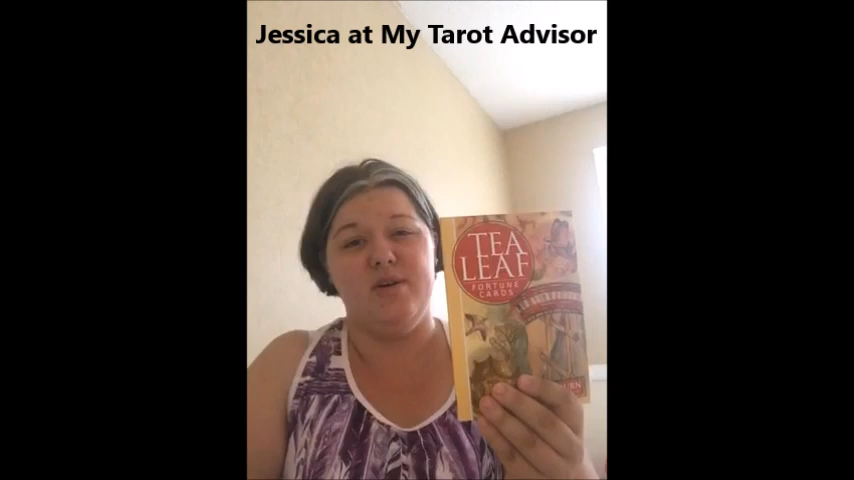 Jessica at My Tarot Advisor
TEA
LEAF
FORTUNE
CARDS